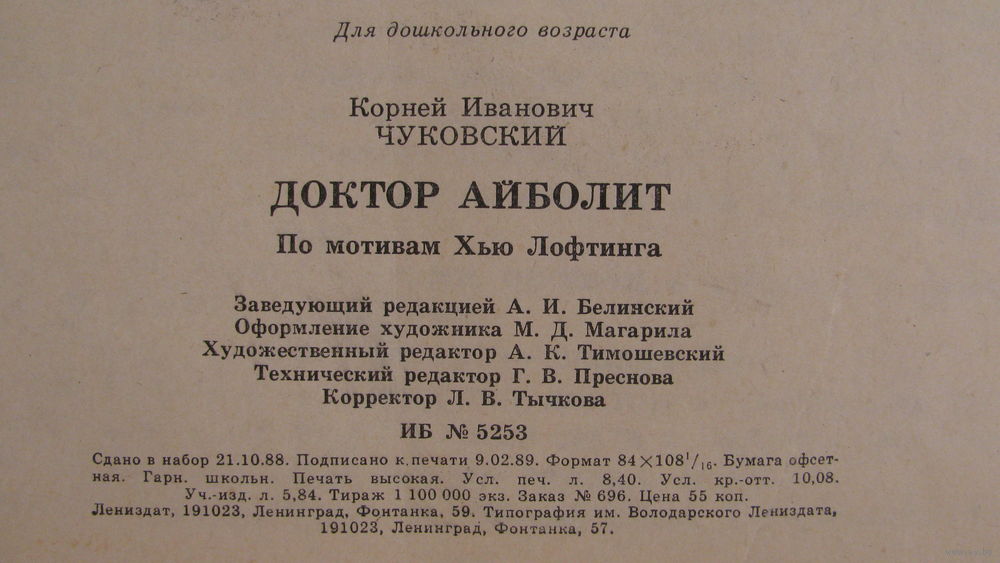 Для дошкольного возраста
Корней Иванович
ЧУКОВСКИЙ
ДОКТОР АЙБОЛИТ
По мотивам Хью Лофтинга
Заведующий редакцией А. И. Белинский
Оформление художника М. Д. Магарила
Художественный редактор А. К. Тимошевский
Технический редактор Г. В. Преснова
Корректор Л. В. Тычкова
ИБ № 5253
Сдано в набор 21.10.88. Подписано к печати 9.02.89. Формат 84×108¹/₁₆. Бумага офсет-
ная. Гарн. школьн. Печать высокая. Усл. печ. л. 8,40. Усл. кр.-отт. 10,08.
Уч.-изд. л. 5,84. Тираж 1 100 000 экз. Заказ № 696. Цена 55 коп.
Лениздат, 191023, Ленинград, Фонтанка, 59. Типография им. Володарского Лениздата,
191023, Ленинград, Фонтанка, 57.